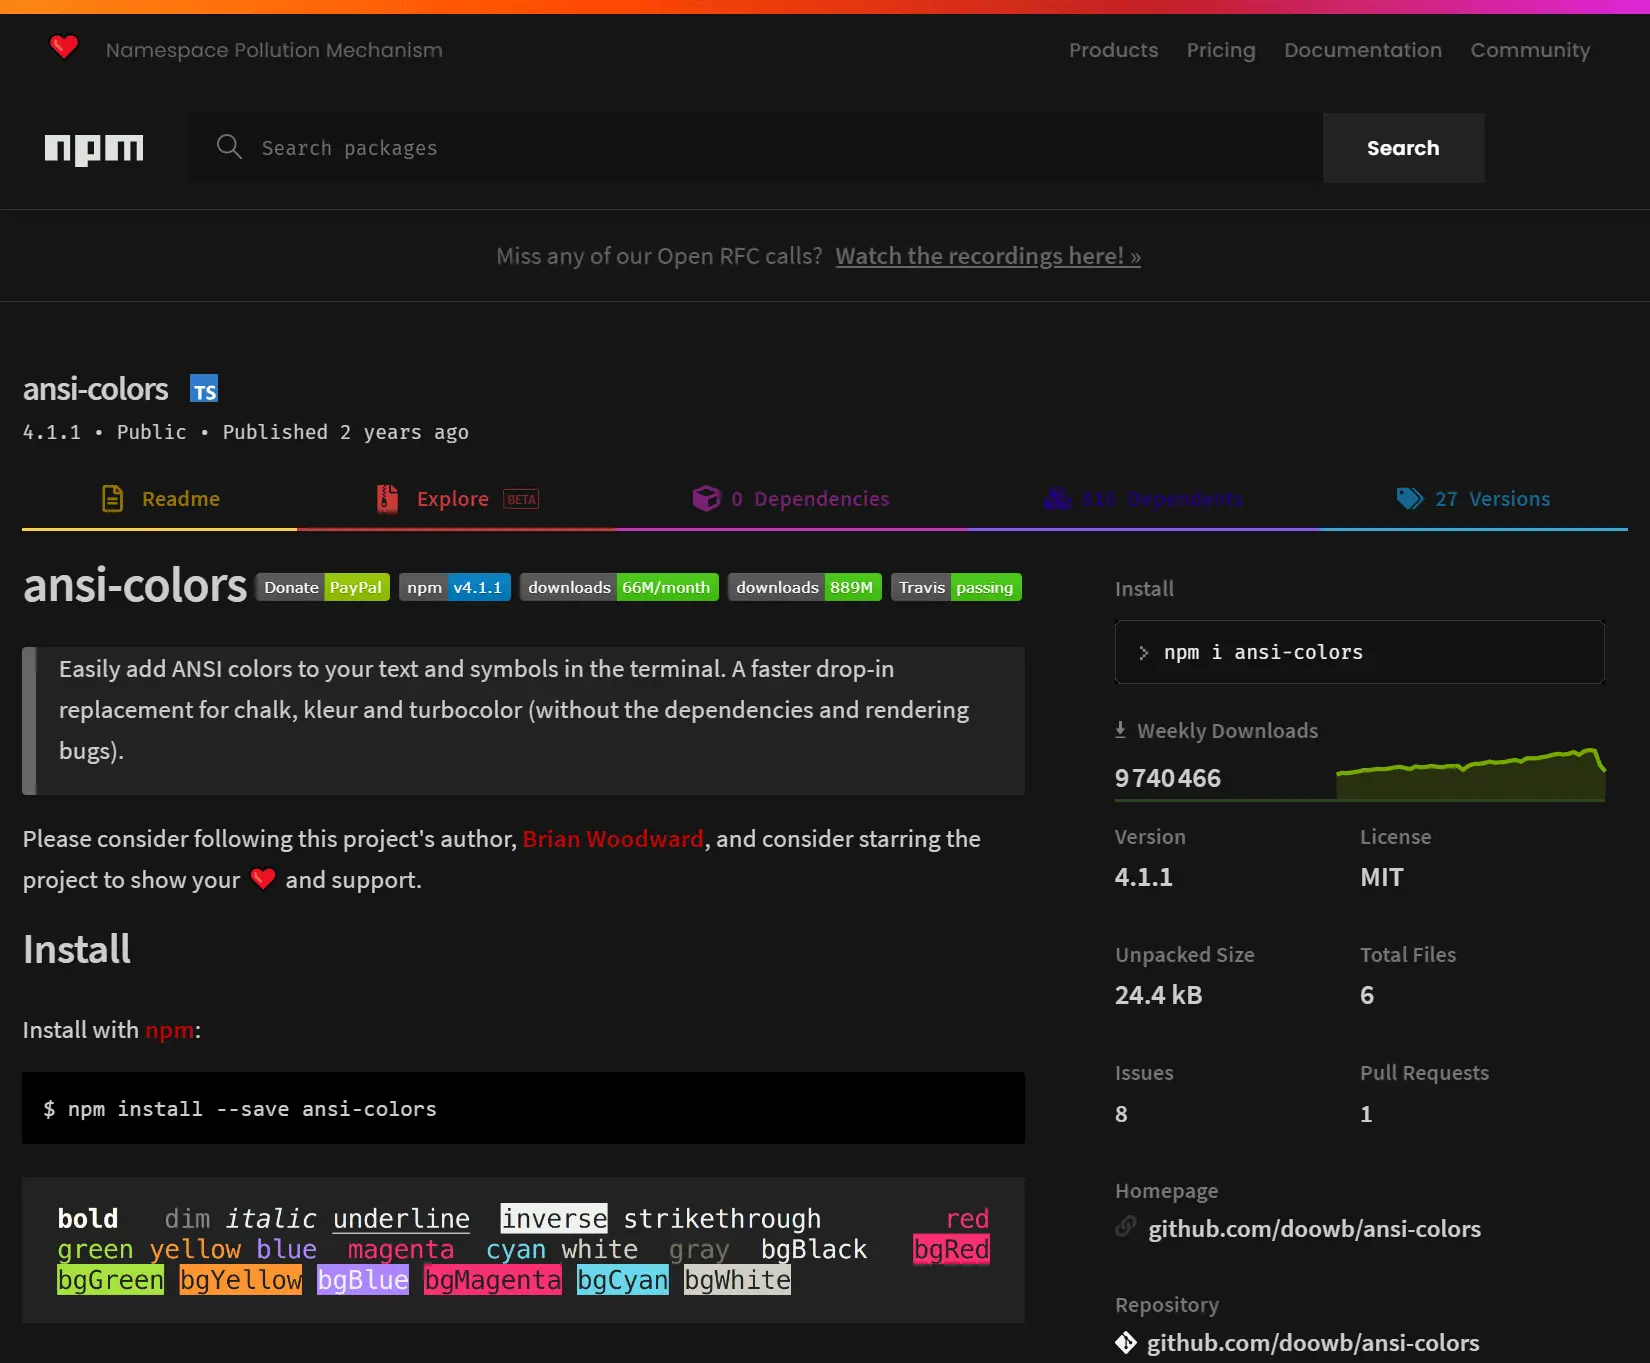 Namespace Pollution Mechanism
Products Pricing Documentation Community
npm
Search packages
Search
Miss any of our Open RFC calls? Watch the recordings here! »
ansi-colors TS
4.1.1 • Public • Published 2 years ago
Readme
Explore BETA
0 Dependencies
Dependents
27 Versions
ansi-colors Donate PayPal npm v4.1.1 downloads 66M/month downloads 889M Travis passing
Easily add ANSI colors to your text and symbols in the terminal. A faster drop-in
replacement for chalk, kleur and turbocolor (without the dependencies and rendering
bugs).
Please consider following this project's author, Brian Woodward, and consider starring the
project to show your ❤ and support.
Install
Install with npm:
$ npm install --save ansi-colors
bold dim italic underline inverse strikethrough red
green yellow blue magenta cyan white gray bgBlack bgRed
bgGreen bgYellow bgBlue bgMagenta bgCyan bgWhite
Install
> npm i ansi-colors
Weekly Downloads
9 740 466
Version
4.1.1
License
MIT
Unpacked Size
24.4 kB
Total Files
6
Issues
8
Pull Requests
1
Homepage
github.com/doowb/ansi-colors
Repository
github.com/doowb/ansi-colors